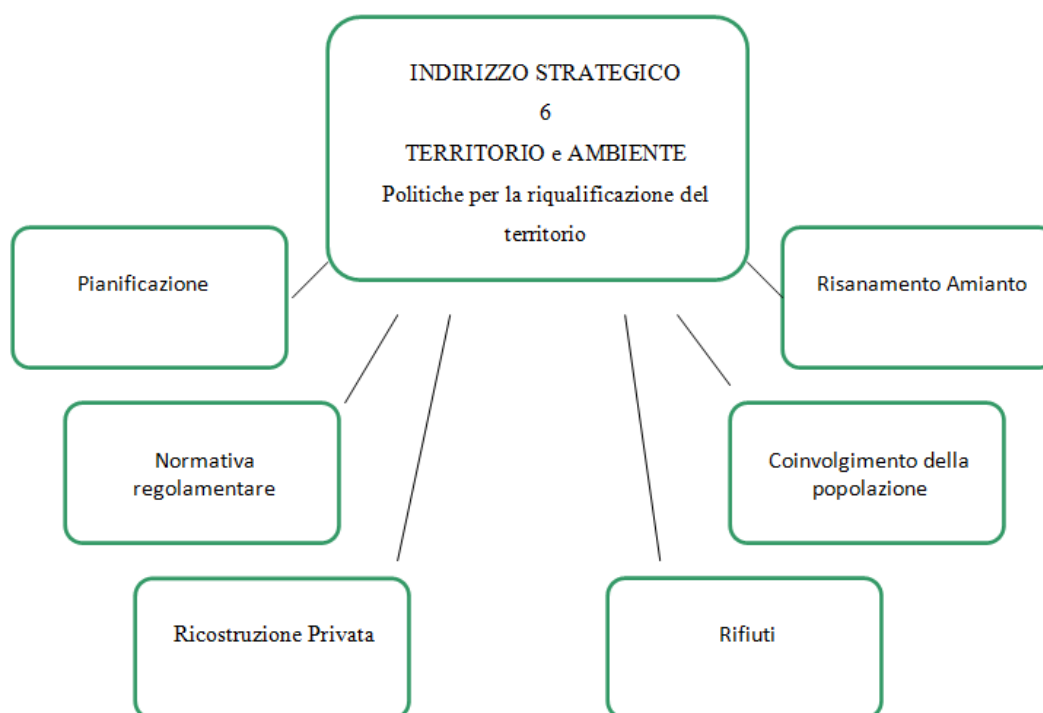 INDIRIZZO STRATEGICO
6
TERRITORIO e AMBIENTE
Politiche per la riqualificazione del
territorio
Pianificazione
Risanamento Amianto
Normativa
regolamentare
Coinvolgimento della
popolazione
Ricostruzione Privata
Rifiuti